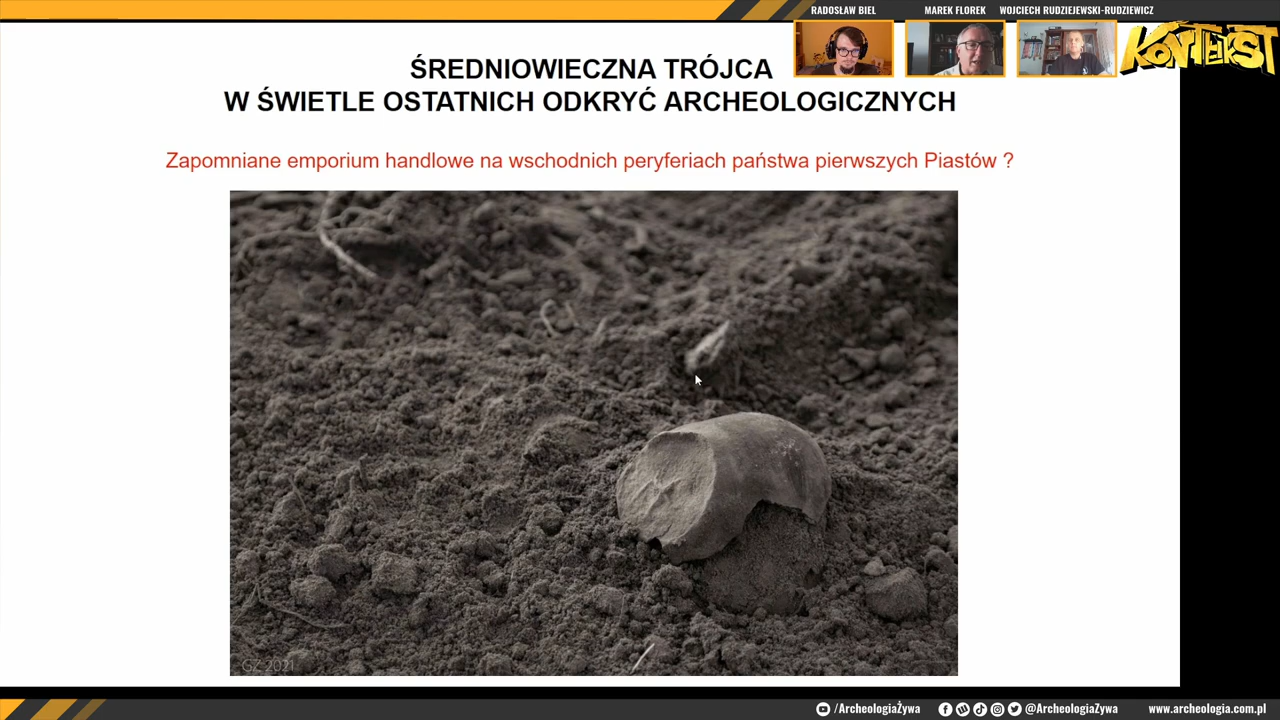 RADOSŁAW BIEL
MAREK FLOREK
WOJCIECH RUDZIEJEWSKI-RUDZIEWICZ
KONTEKST
ŚREDNIOWIECZNA TRÓJCA
W ŚWIETLE OSTATNICH ODKRYĆ ARCHEOLOGICZNYCH
Zapomniane emporium handlowe na wschodnich peryferiach państwa pierwszych Piastów ?
GZ 2021
/ArcheologiaŻywa
@ArcheologiaŻywa
www.archeologia.com.pl